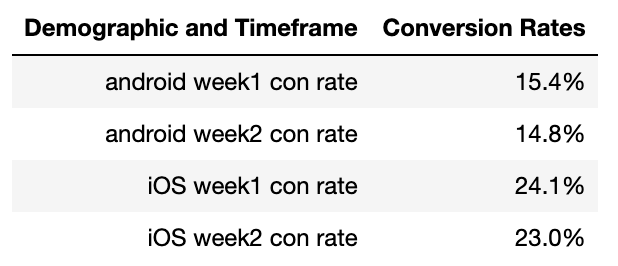 Demographic and Timeframe Conversion Rates
android week1 con rate 15.4%
android week2 con rate 14.8%
iOS week1 con rate 24.1%
iOS week2 con rate 23.0%